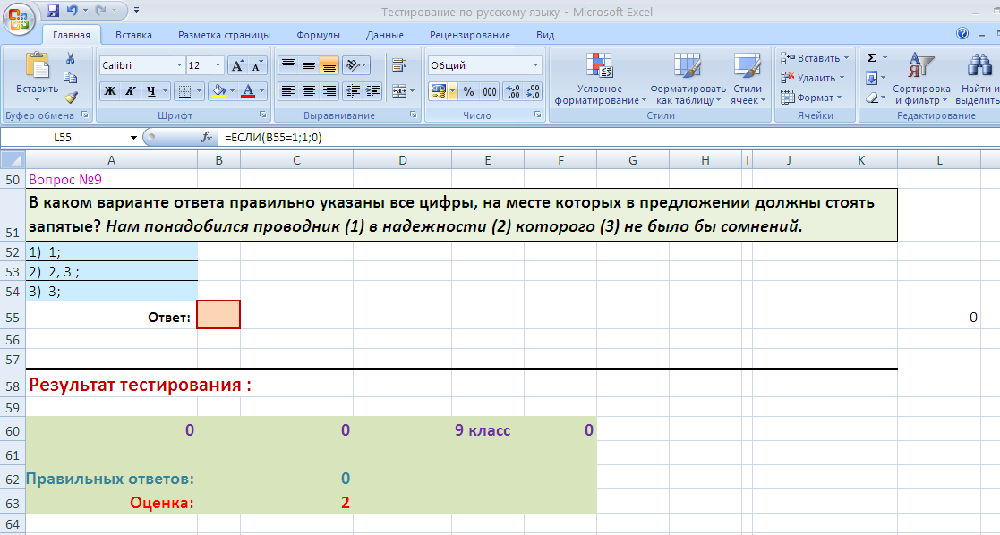 Тестирование по русскому языку - Microsoft Excel
Главная Вставка Разметка страницы Формулы Данные Рецензирование Вид
Вставить
Calibri 12
Ж К Ч
Общий
% 000
Условное форматирование
Форматировать как таблицу
Стили ячеек
Вставить
Удалить
Формат
Σ
Сортировка и фильтр
Найти и выделить
Буфер обмена Шрифт Выравнивание Число Стили Ячейки Редактирование
L55 fx =ЕСЛИ(B55=1;1;0)
A B C D E F G H I J K L
50 Вопрос №9
В каком варианте ответа правильно указаны все цифры, на месте которых в предложении должны стоять
51 запятые? Нам понадобился проводник (1) в надежности (2) которого (3) не было бы сомнений.
52 1) 1;
53 2) 2, 3 ;
54 3) 3;
55 Ответ: 0
56
57
58 Результат тестирования :
59
60 0 0 9 класс 0
61
62 Правильных ответов: 0
63 Оценка: 2
64